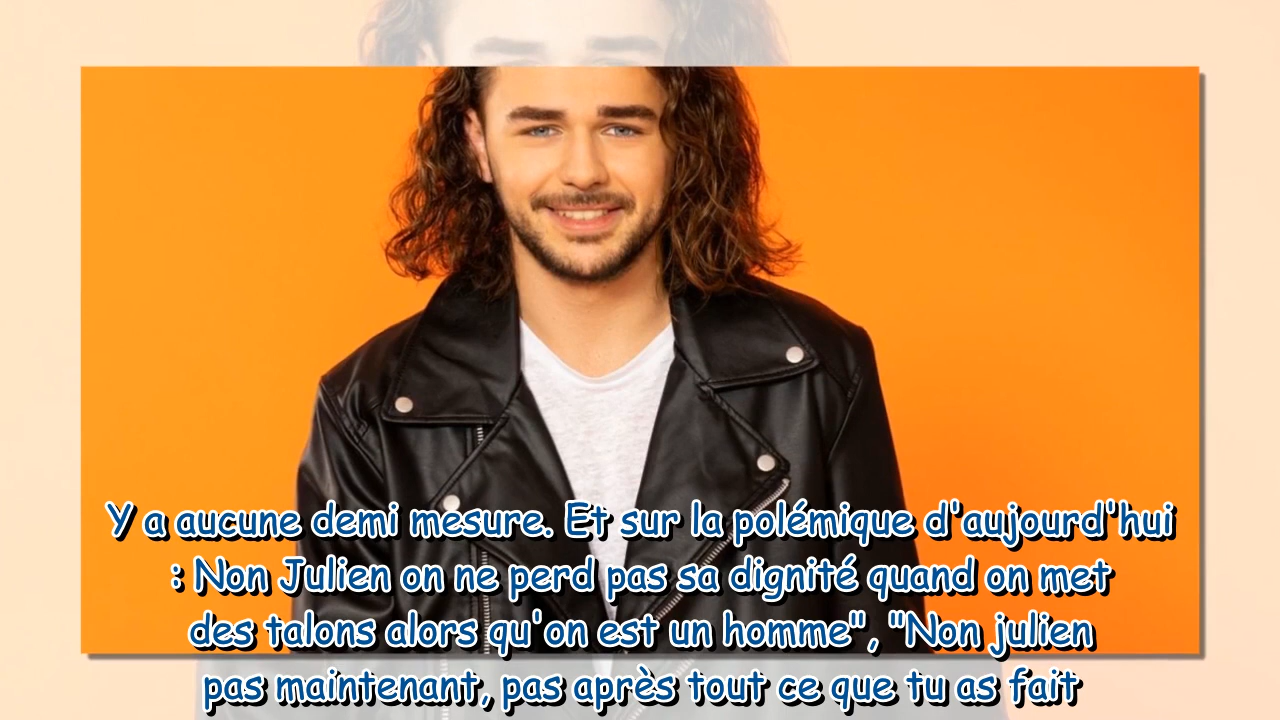 Y a aucune demi mesure. Et sur la polémique d'aujourd'hui
: Non Julien on ne perd pas sa dignité quand on met
des talons alors qu'on est un homme", "Non julien
pas maintenant, pas après tout ce que tu as fait